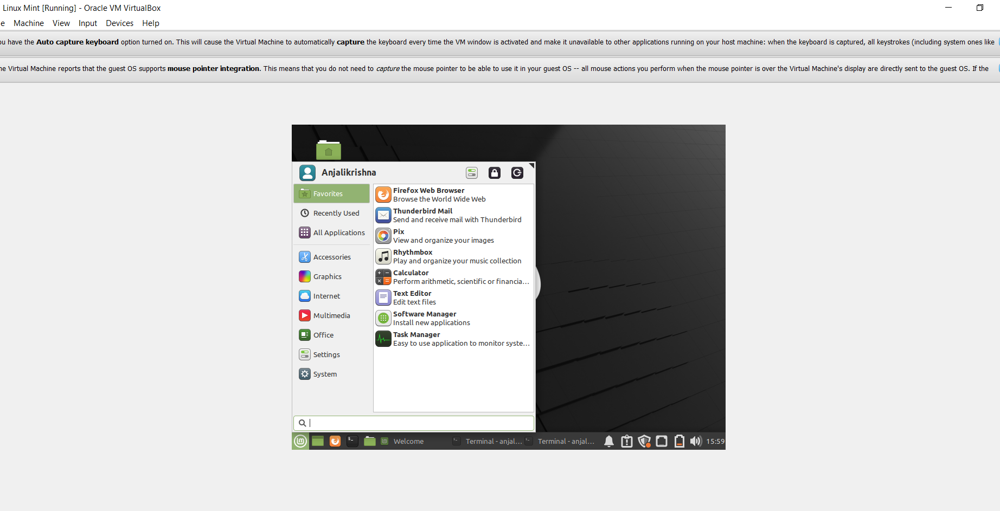 Linux Mint [Running] - Oracle VM VirtualBox
e Machine View Input Devices Help
ou have the Auto capture keyboard option turned on. This will cause the Virtual Machine to automatically capture the keyboard every time the VM window is activated and make it unavailable to other applications running on your host machine: when the keyboard is captured, all keystrokes (including system ones like
he Virtual Machine reports that the guest OS supports mouse pointer integration. This means that you do not need to capture the mouse pointer to be able to use it in your guest OS -- all mouse actions you perform when the mouse pointer is over the Virtual Machine's display are directly sent to the guest OS. If the
Anjalikrishna
Favorites
Recently Used
All Applications
Accessories
Graphics
Internet
Multimedia
Office
Settings
System
Firefox Web Browser
Browse the World Wide Web
Thunderbird Mail
Send and receive mail with Thunderbird
Pix
View and organize your images
Rhythmbox
Play and organize your music collection
Calculator
Perform arithmetic, scientific or financia...
Text Editor
Edit text files
Software Manager
Install new applications
Task Manager
Easy to use application to monitor syste...
Welcome Terminal - anjal... Terminal - anjal... 15:59